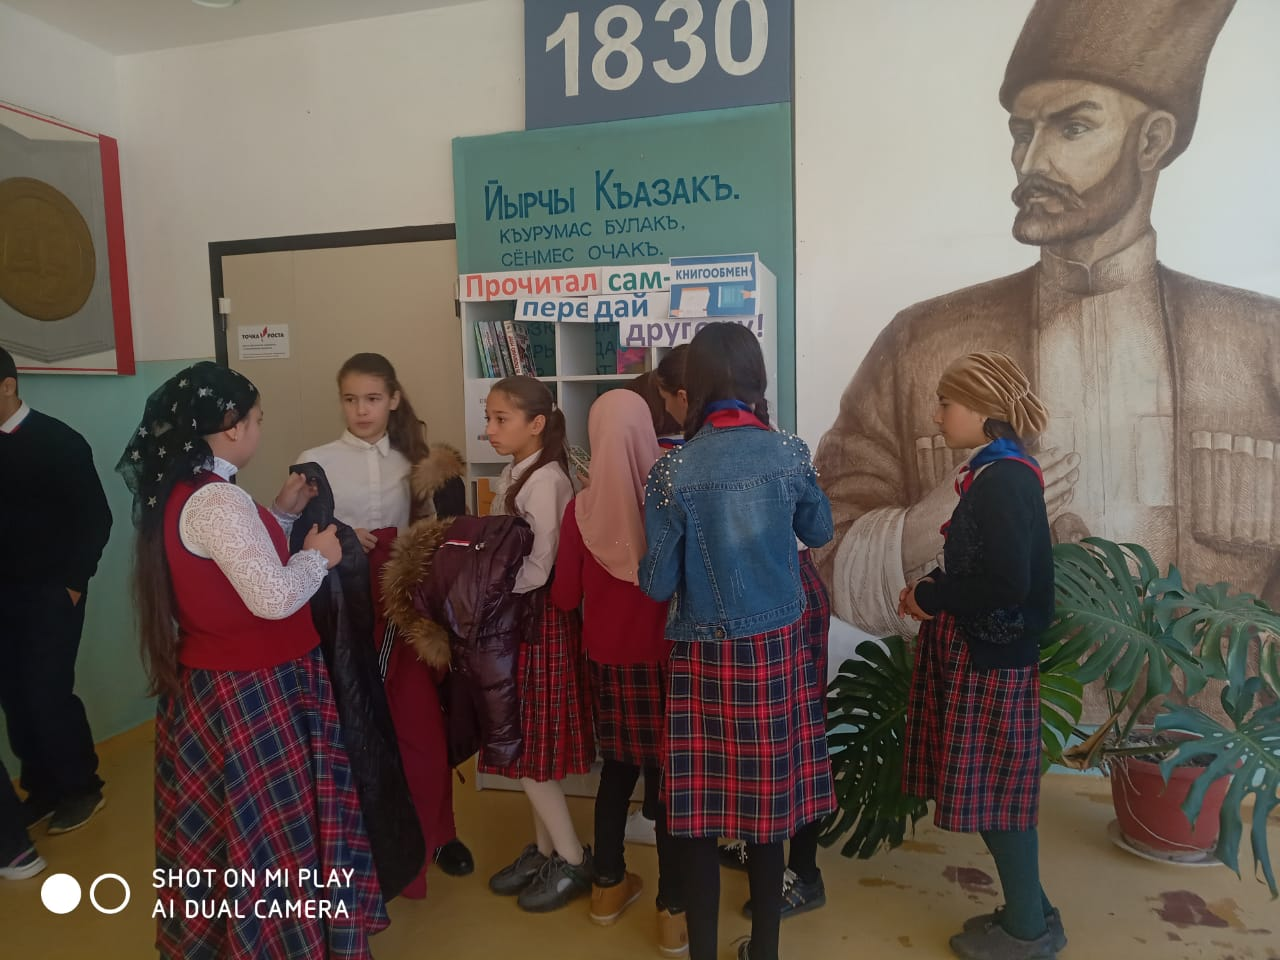 1830
Йырчы Къазакъ.
КЪУРУМАС БУЛАКЪ,
СЁНМЕС ОЧАКЪ.
Прочитал сам-
КНИГООБМЕН
передай
другому!
ТОЧКА РОСТА
SHOT ON MI PLAY
AI DUAL CAMERA